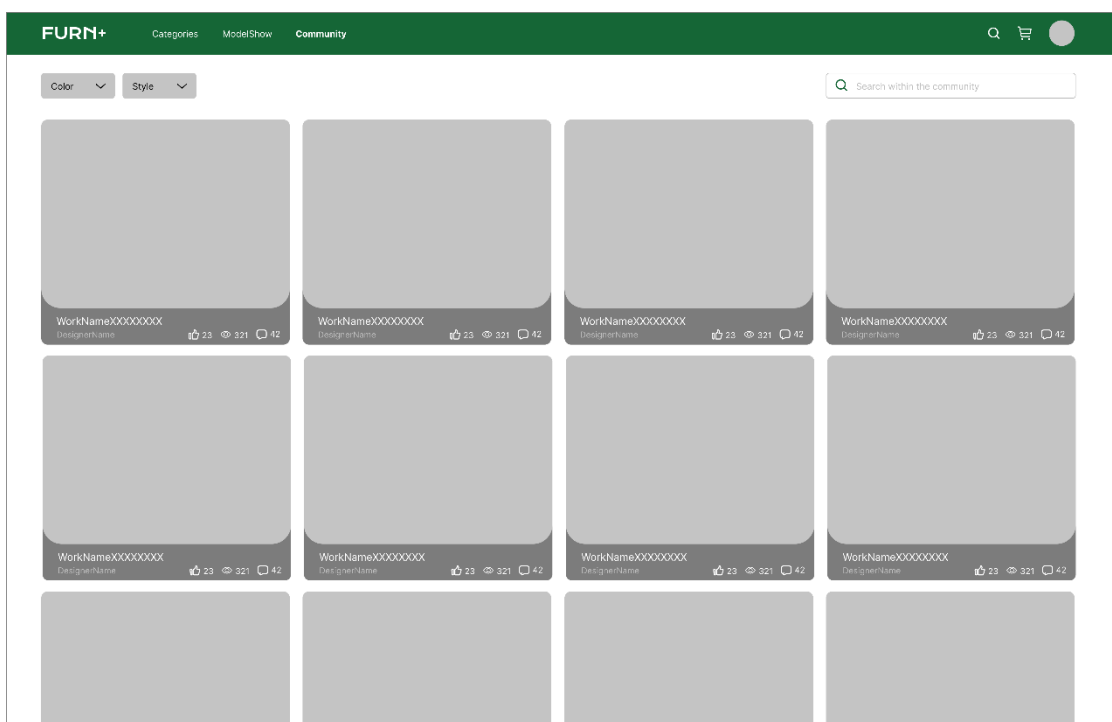 FURN+ Categories ModelShow Community
Color Style Search within the community
WorkNameXXXXXXXX WorkNameXXXXXXXX WorkNameXXXXXXXX WorkNameXXXXXXXX
DesignerName 23 321 42 DesignerName 23 321 42 DesignerName 23 321 42 DesignerName 23 321 42
WorkNameXXXXXXXX WorkNameXXXXXXXX WorkNameXXXXXXXX WorkNameXXXXXXXX
DesignerName 23 321 42 DesignerName 23 321 42 DesignerName 23 321 42 DesignerName 23 321 42